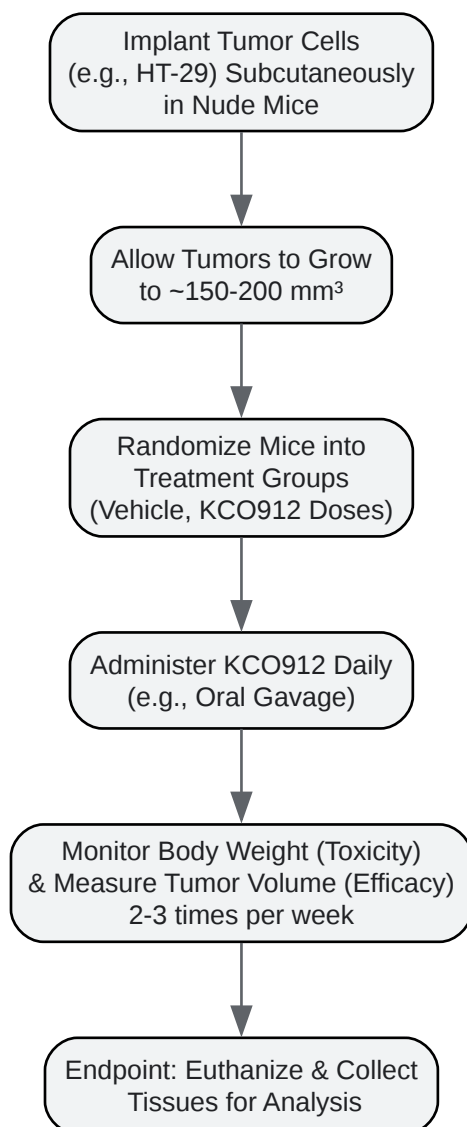 Implant Tumor Cells
(e.g., HT-29) Subcutaneously
in Nude Mice
Allow Tumors to Grow
to ~150-200 mm³
Randomize Mice into
Treatment Groups
(Vehicle, KCO912 Doses)
Administer KCO912 Daily
(e.g., Oral Gavage)
Monitor Body Weight (Toxicity)
& Measure Tumor Volume (Efficacy)
2-3 times per week
Endpoint: Euthanize & Collect
Tissues for Analysis